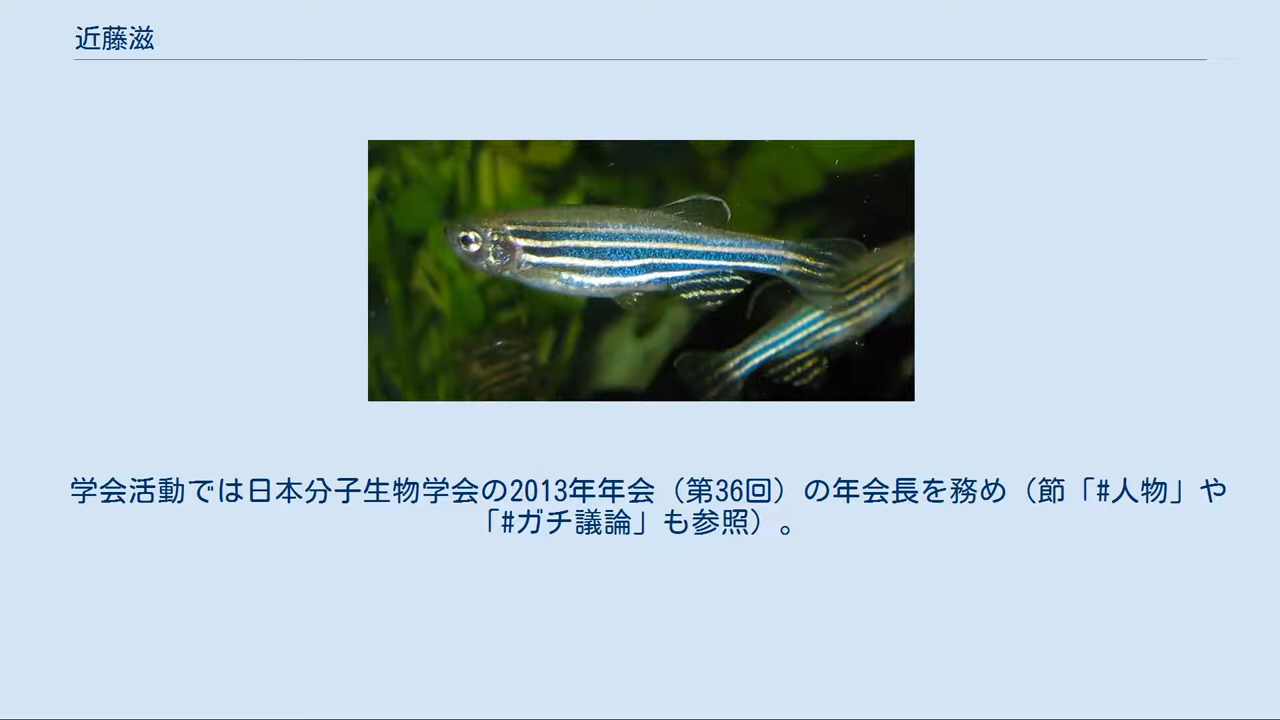 近藤滋
学会活動では日本分子生物学会の2013年年会（第36回）の年会長を務め（節「#人物」や
「#ガチ議論」も参照）。